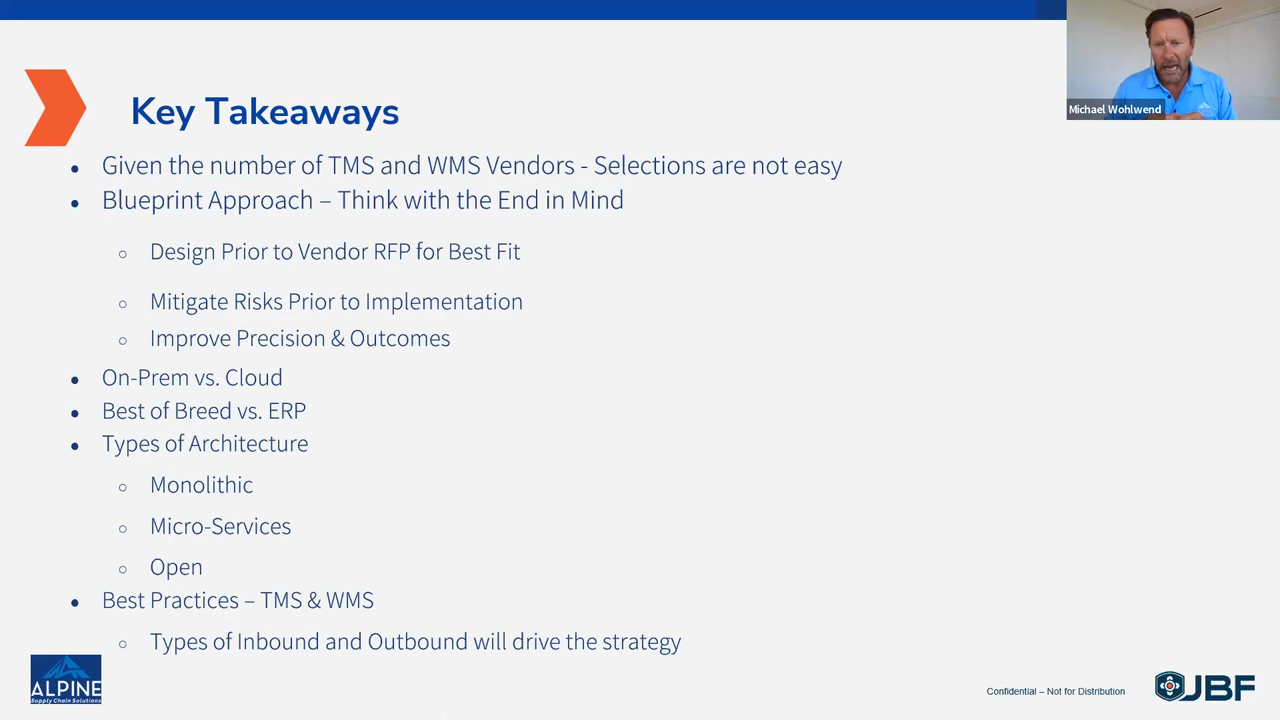 Michael Wohlwend
Key Takeaways
• Given the number of TMS and WMS Vendors - Selections are not easy
• Blueprint Approach – Think with the End in Mind
○ Design Prior to Vendor RFP for Best Fit
○ Mitigate Risks Prior to Implementation
○ Improve Precision & Outcomes
• On-Prem vs. Cloud
• Best of Breed vs. ERP
• Types of Architecture
○ Monolithic
○ Micro-Services
○ Open
• Best Practices – TMS & WMS
○ Types of Inbound and Outbound will drive the strategy
ALPINE
Supply Chain Solutions
Confidential – Not for Distribution
JBF